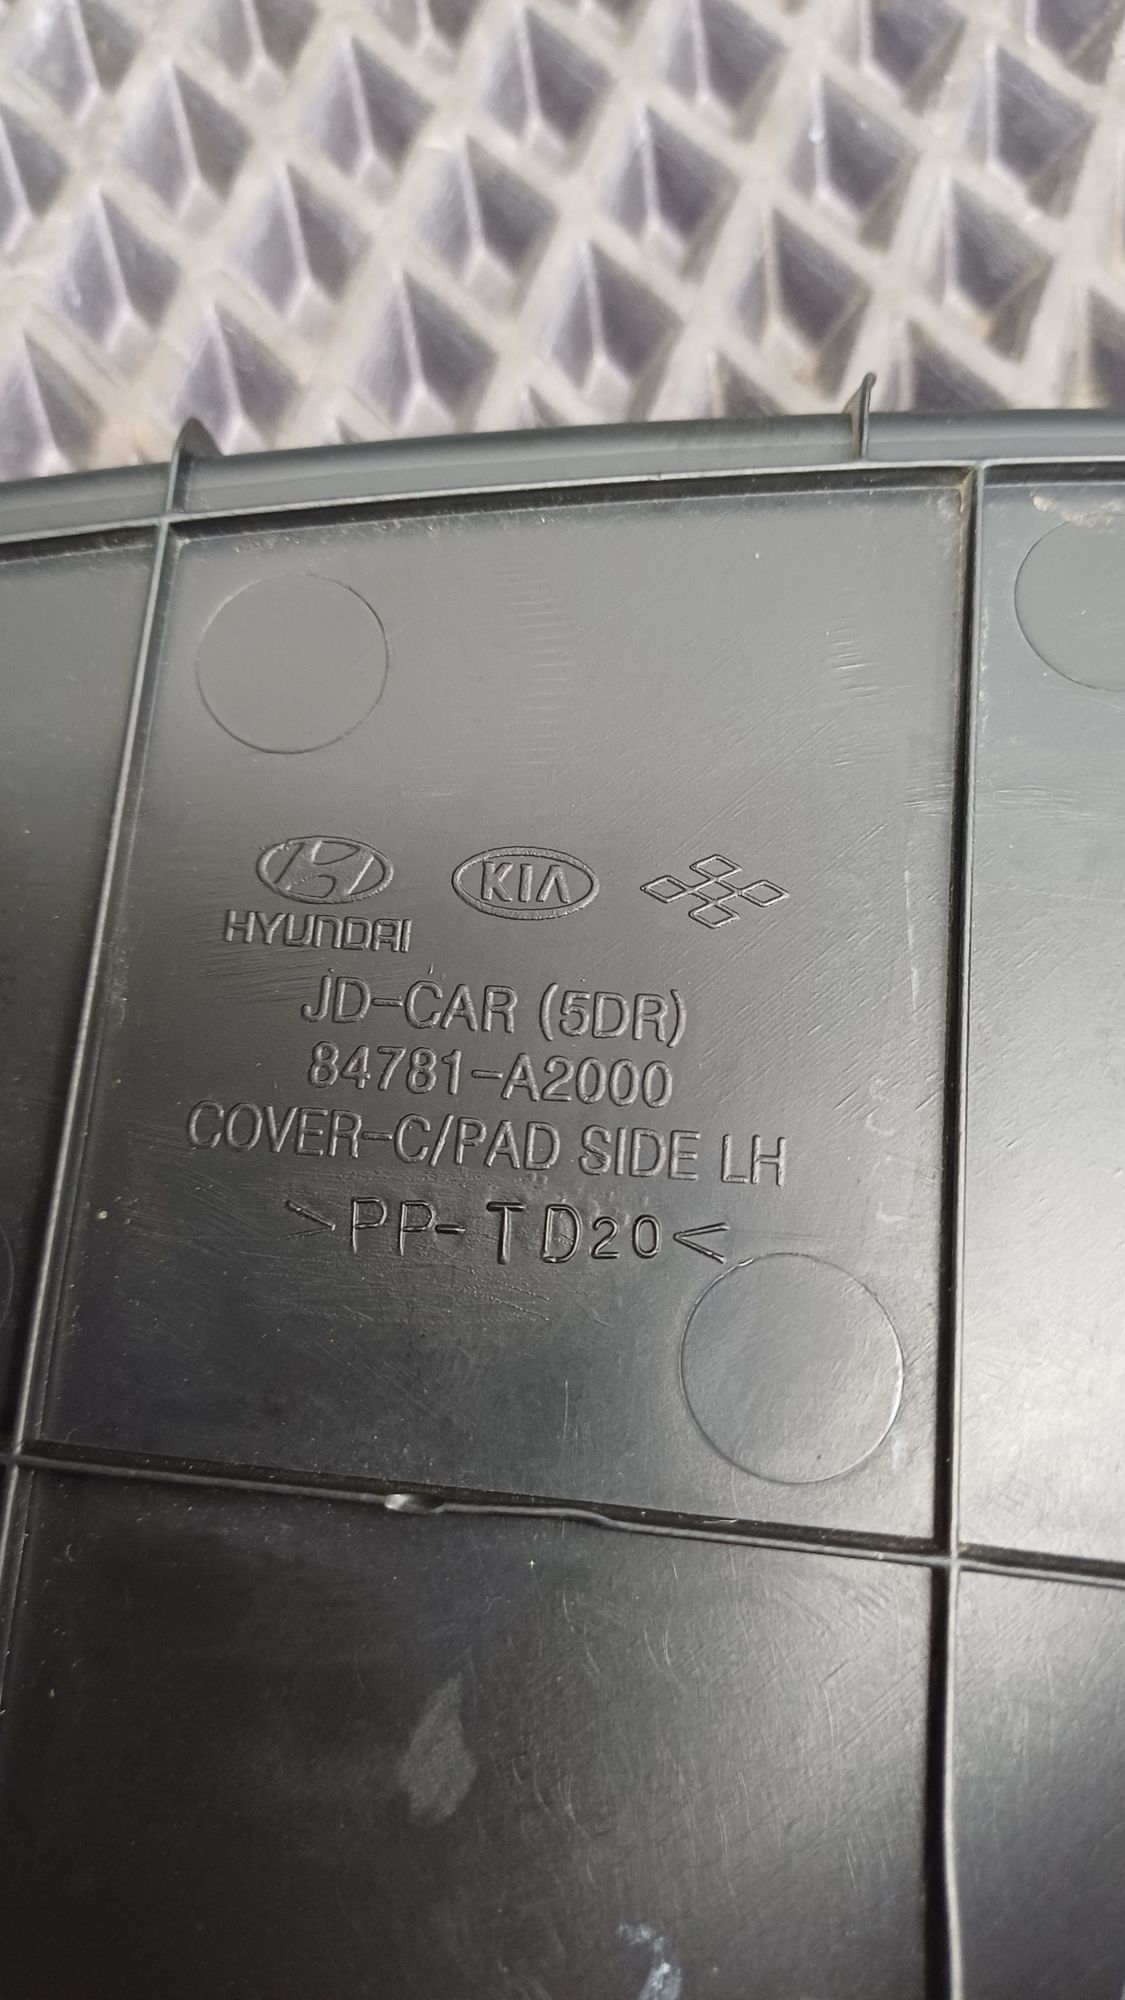 KIA
HYUNDAI
JD-CAR (5DR)
84781-A2000
COVER-C/PAD SIDE LH
>PP-TD20<